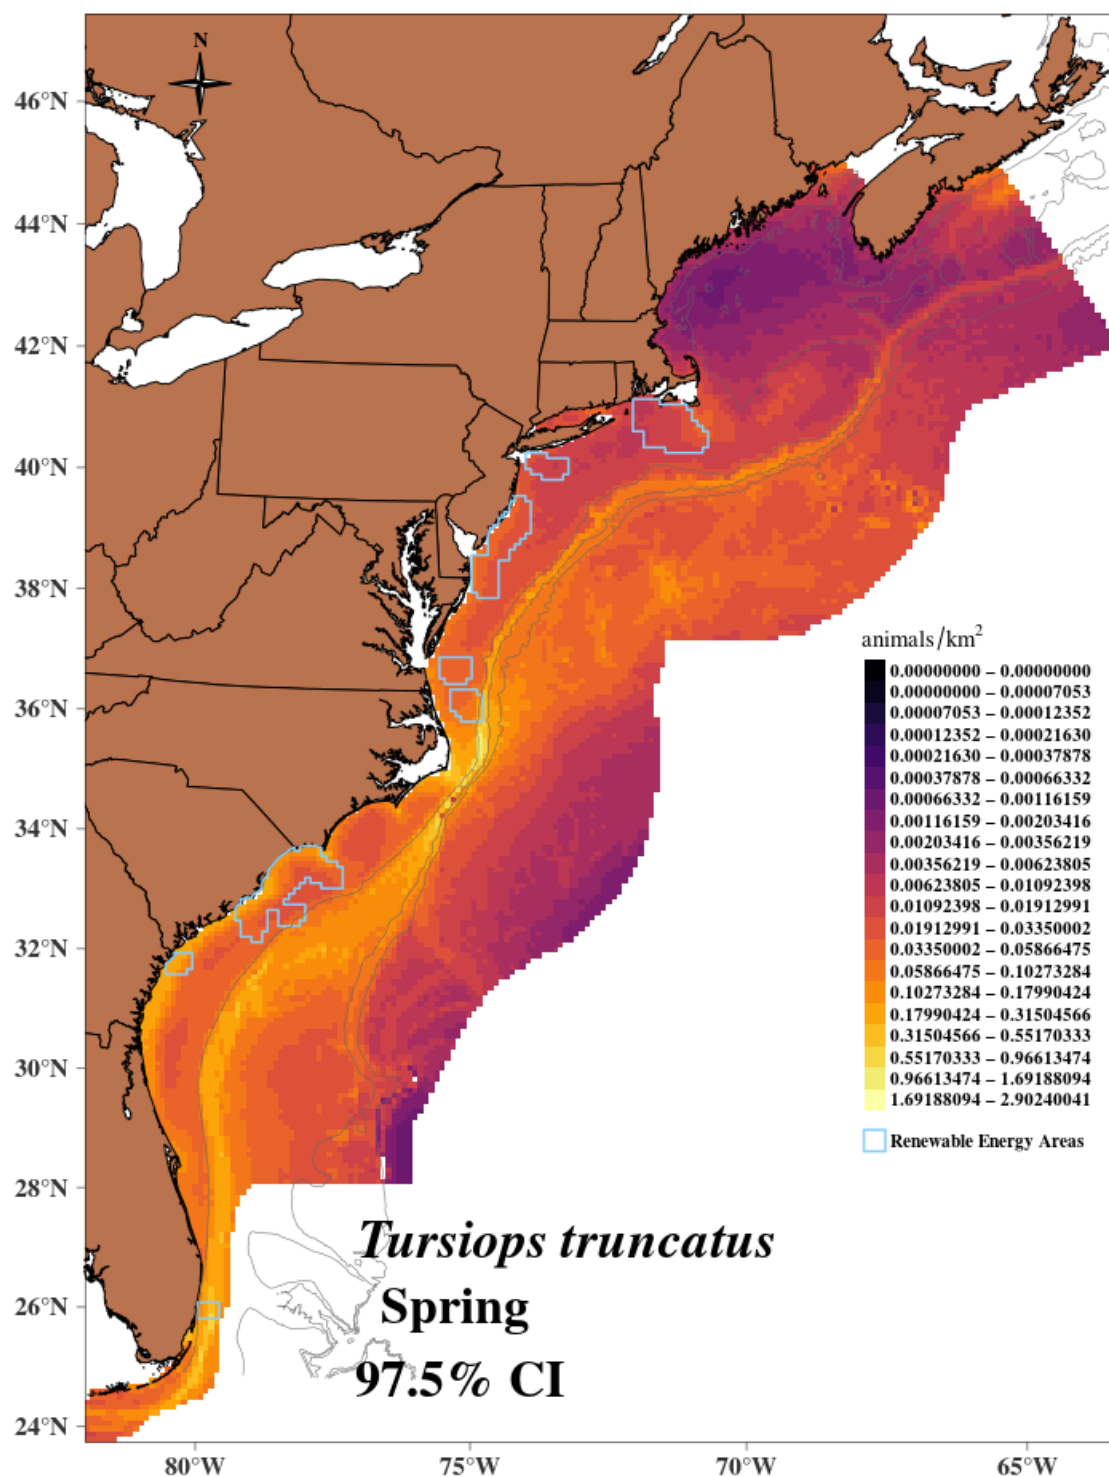 N
46°N
44°N
42°N
40°N
38°N
36°N
34°N
32°N
30°N
28°N
26°N
24°N
animals/km²
0.00000000 – 0.00000000
0.00000000 – 0.00007053
0.00007053 – 0.00012352
0.00012352 – 0.00021630
0.00021630 – 0.00037878
0.00037878 – 0.00066332
0.00066332 – 0.00116159
0.00116159 – 0.00203416
0.00203416 – 0.00356219
0.00356219 – 0.00623805
0.00623805 – 0.01092398
0.01092398 – 0.01912991
0.01912991 – 0.03350002
0.03350002 – 0.05866475
0.05866475 – 0.10273284
0.10273284 – 0.17990424
0.17990424 – 0.31504566
0.31504566 – 0.55170333
0.55170333 – 0.96613474
0.96613474 – 1.69188094
1.69188094 – 2.90240041
Renewable Energy Areas
Tursiops truncatus
Spring
97.5% CI
80°W 75°W 70°W 65°W